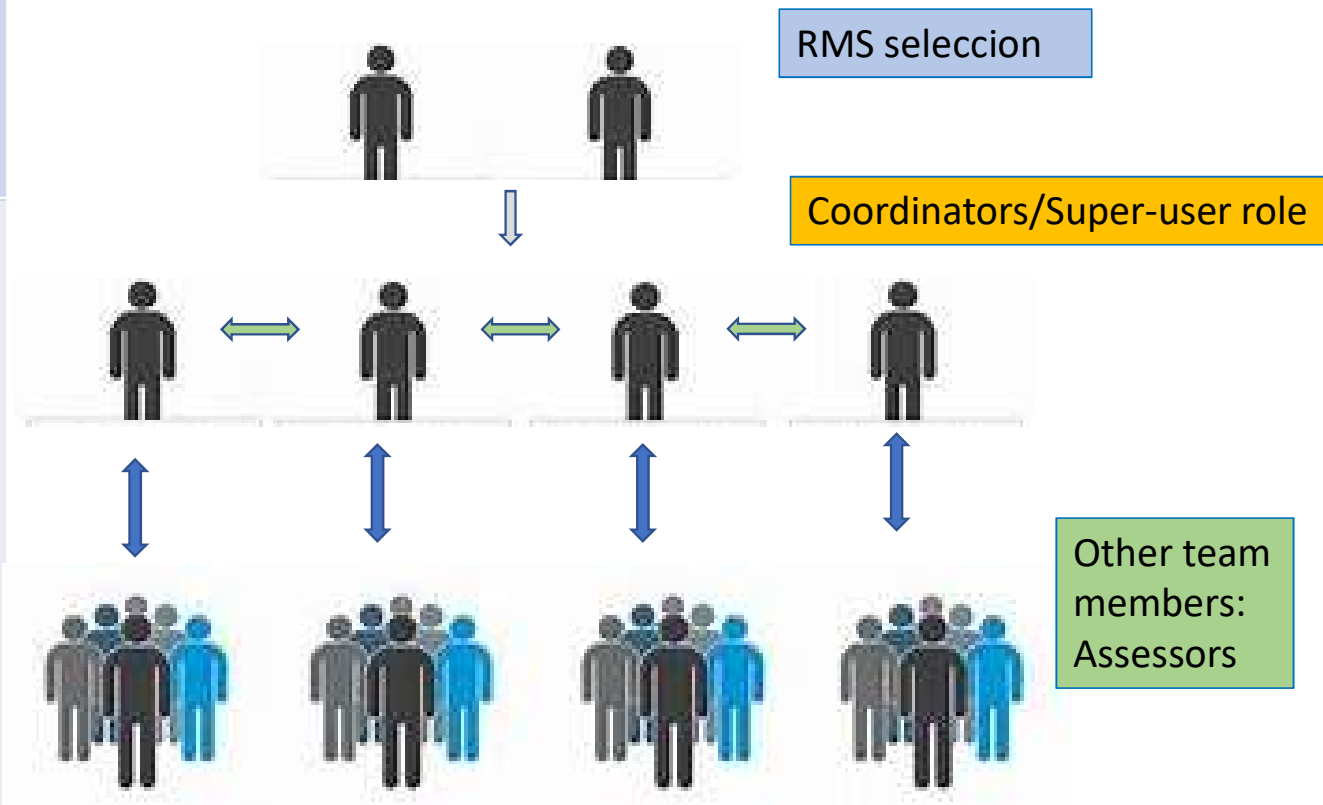 RMS seleccion
Coordinators/Super-user role
Other team
members:
Assessors